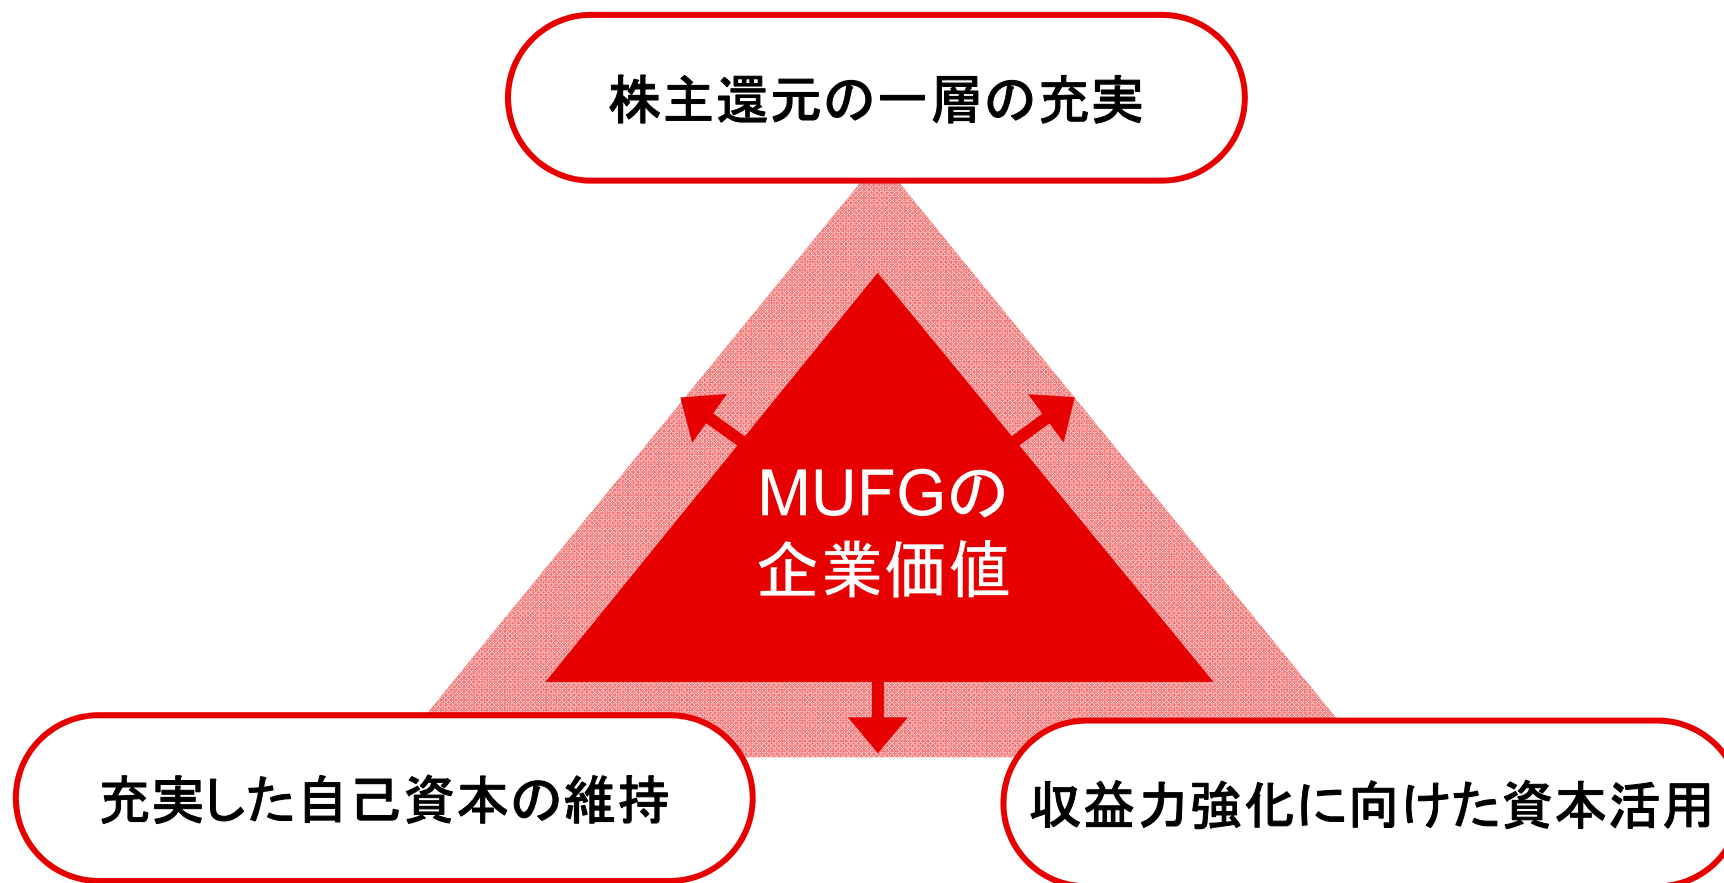 株主還元の一層の充実
MUFGの
企業価値
充実した自己資本の維持
収益力強化に向けた資本活用